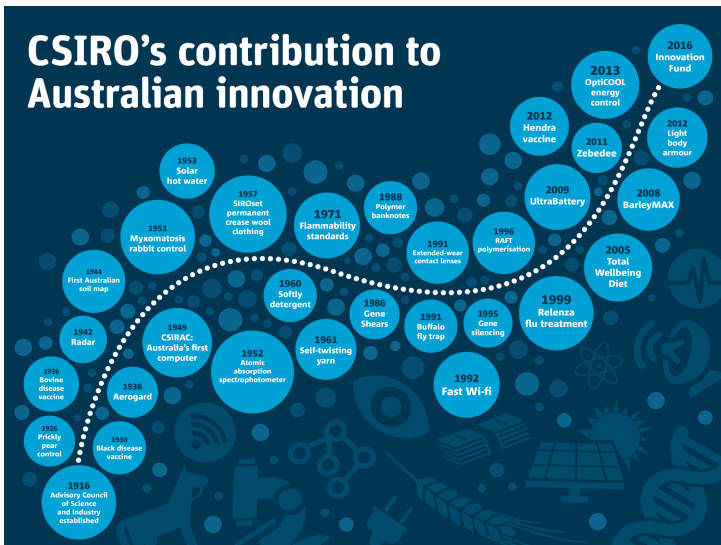 CSIRO's contribution to
Australian innovation
2016
Innovation
Fund
2013
OptiCOOL
energy
control
2012
Hendra
vaccine
2011
Zebedee
2012
Light
body
armour
2009
UltraBattery
2008
BarleyMAX
2005
Total
Wellbeing
Diet
1953
Solar
hot water
1957
SIROset
permanent
crease wool
clothing
1988
Polymer
banknotes
1971
Flammability
standards
1951
Myxomatosis
rabbit control
1991
Extended-wear
contact lenses
1996
RAFT
polymerisation
1944
First Australian
soil map
1960
Softly
detergent
1986
Gene
Shears
1991
Buffalo
fly trap
1995
Gene
silencing
1999
Relenza
flu treatment
1942
Radar
1949
CSIRAC:
Australia's first
computer
1952
Atomic
absorption
spectrophotometer
1961
Self-twisting
yarn
1992
Fast Wi-fi
1936
Bovine
disease
vaccine
1938
Aerogard
1926
Prickly
pear
control
1930
Black disease
vaccine
1916
Advisory Council
of Science
and Industry
established